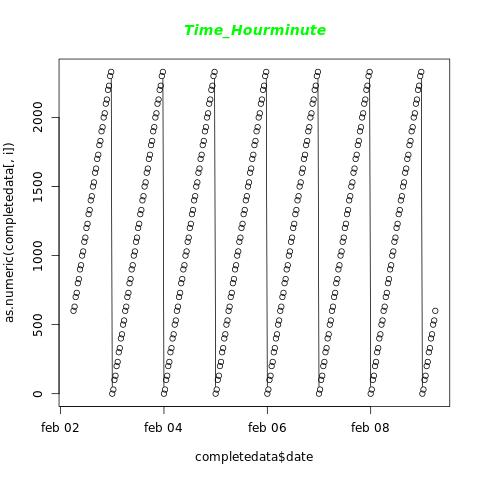 Time_Hourminute
as.numeric(completedata[, i])
2000
1500
1000
500
0
feb 02
feb 04
feb 06
feb 08
completedata$date